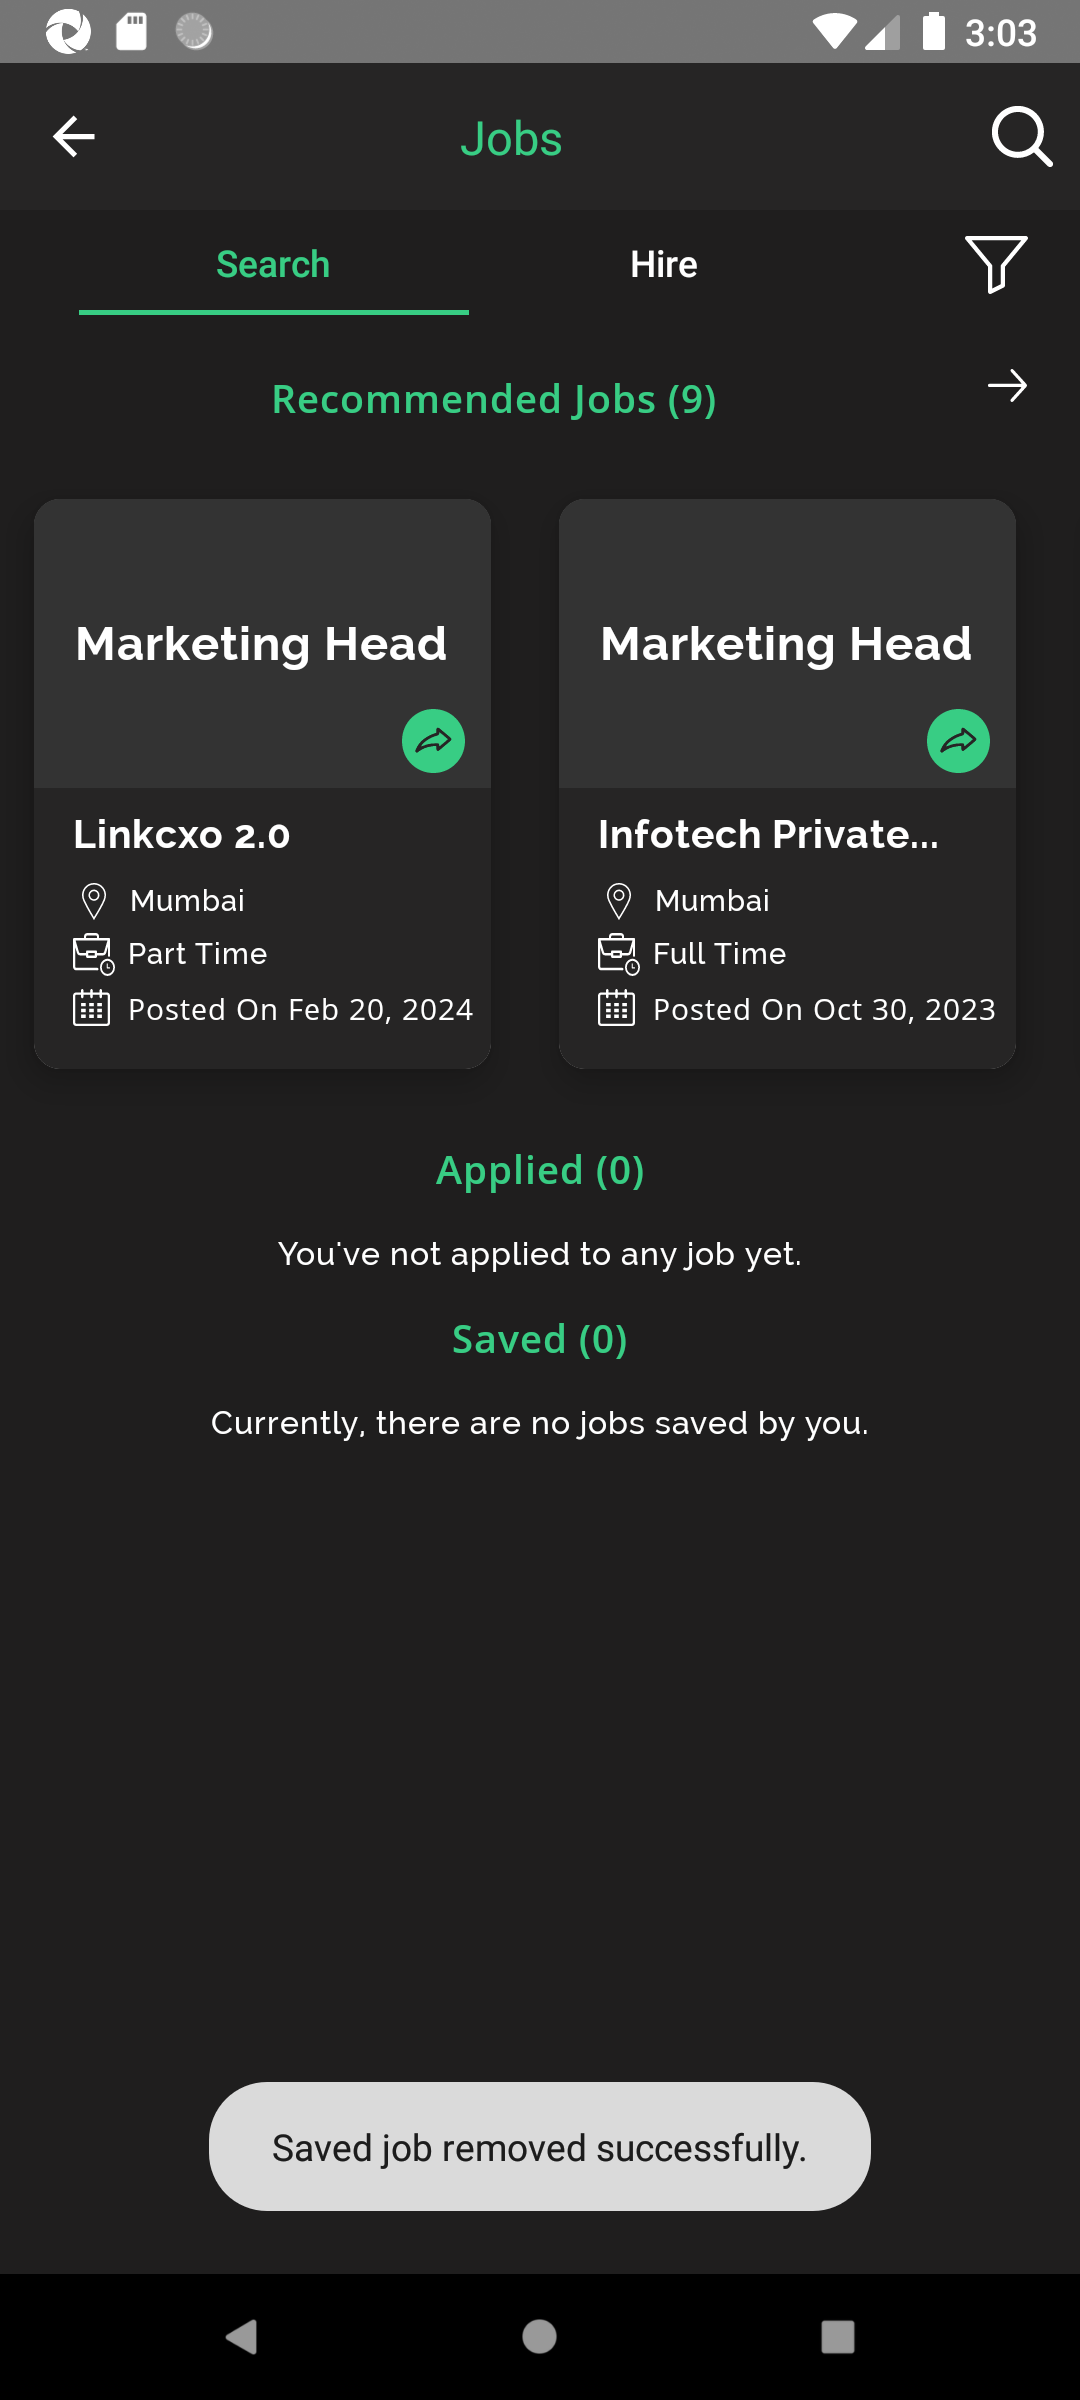 3:03
Jobs
Search
Hire
Recommended Jobs (9)
Marketing Head
Linkcxo 2.0
Mumbai
Part Time
Posted On Feb 20, 2024
Marketing Head
Infotech Private...
Mumbai
Full Time
Posted On Oct 30, 2023
Applied (0)
You've not applied to any job yet.
Saved (0)
Currently, there are no jobs saved by you.
Saved job removed successfully.